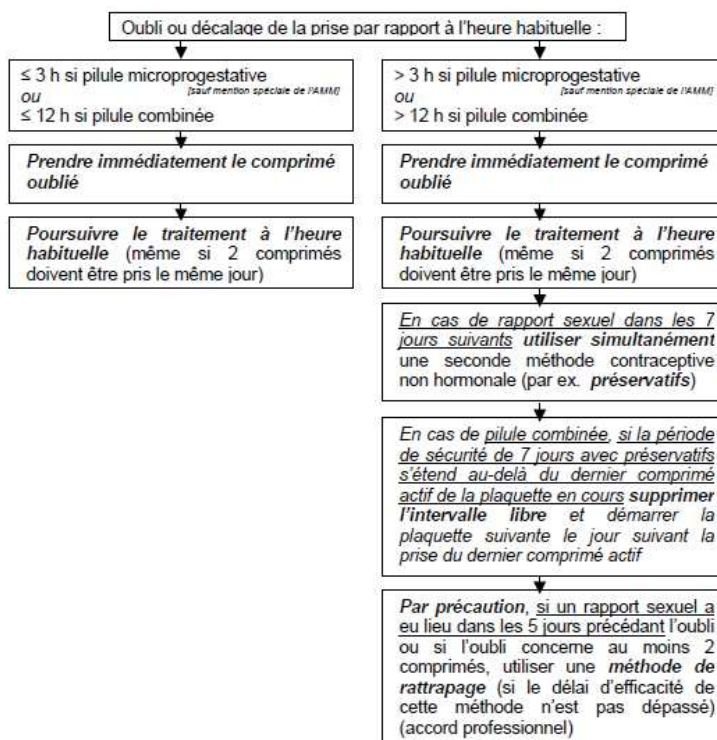 Oubli ou décalage de la prise par rapport à l'heure habituelle :
≤ 3 h si pilule microprogestative
[sauf mention spéciale de l'AMM]
ou
≤ 12 h si pilule combinée
Prendre immédiatement le comprimé
oublié
Poursuivre le traitement à l'heure
habituelle (même si 2 comprimés
doivent être pris le même jour)
> 3 h si pilule microprogestative
[sauf mention spéciale de l'AMM]
ou
> 12 h si pilule combinée
Prendre immédiatement le comprimé
oublié
Poursuivre le traitement à l'heure
habituelle (même si 2 comprimés
doivent être pris le même jour)
En cas de rapport sexuel dans les 7
jours suivants utiliser simultanément
une seconde méthode contraceptive
non hormonale (par ex. préservatifs)
En cas de pilule combinée, si la période
de sécurité de 7 jours avec préservatifs
s'étend au-delà du dernier comprimé
actif de la plaquette en cours supprimer
l'intervalle libre et démarrer la
plaquette suivante le jour suivant la
prise du dernier comprimé actif
Par précaution, si un rapport sexuel a
eu lieu dans les 5 jours précédant l'oubli
ou si l'oubli concerne au moins 2
comprimés, utiliser une méthode de
rattrapage (si le délai d'efficacité de
cette méthode n'est pas dépassé)
(accord professionnel)